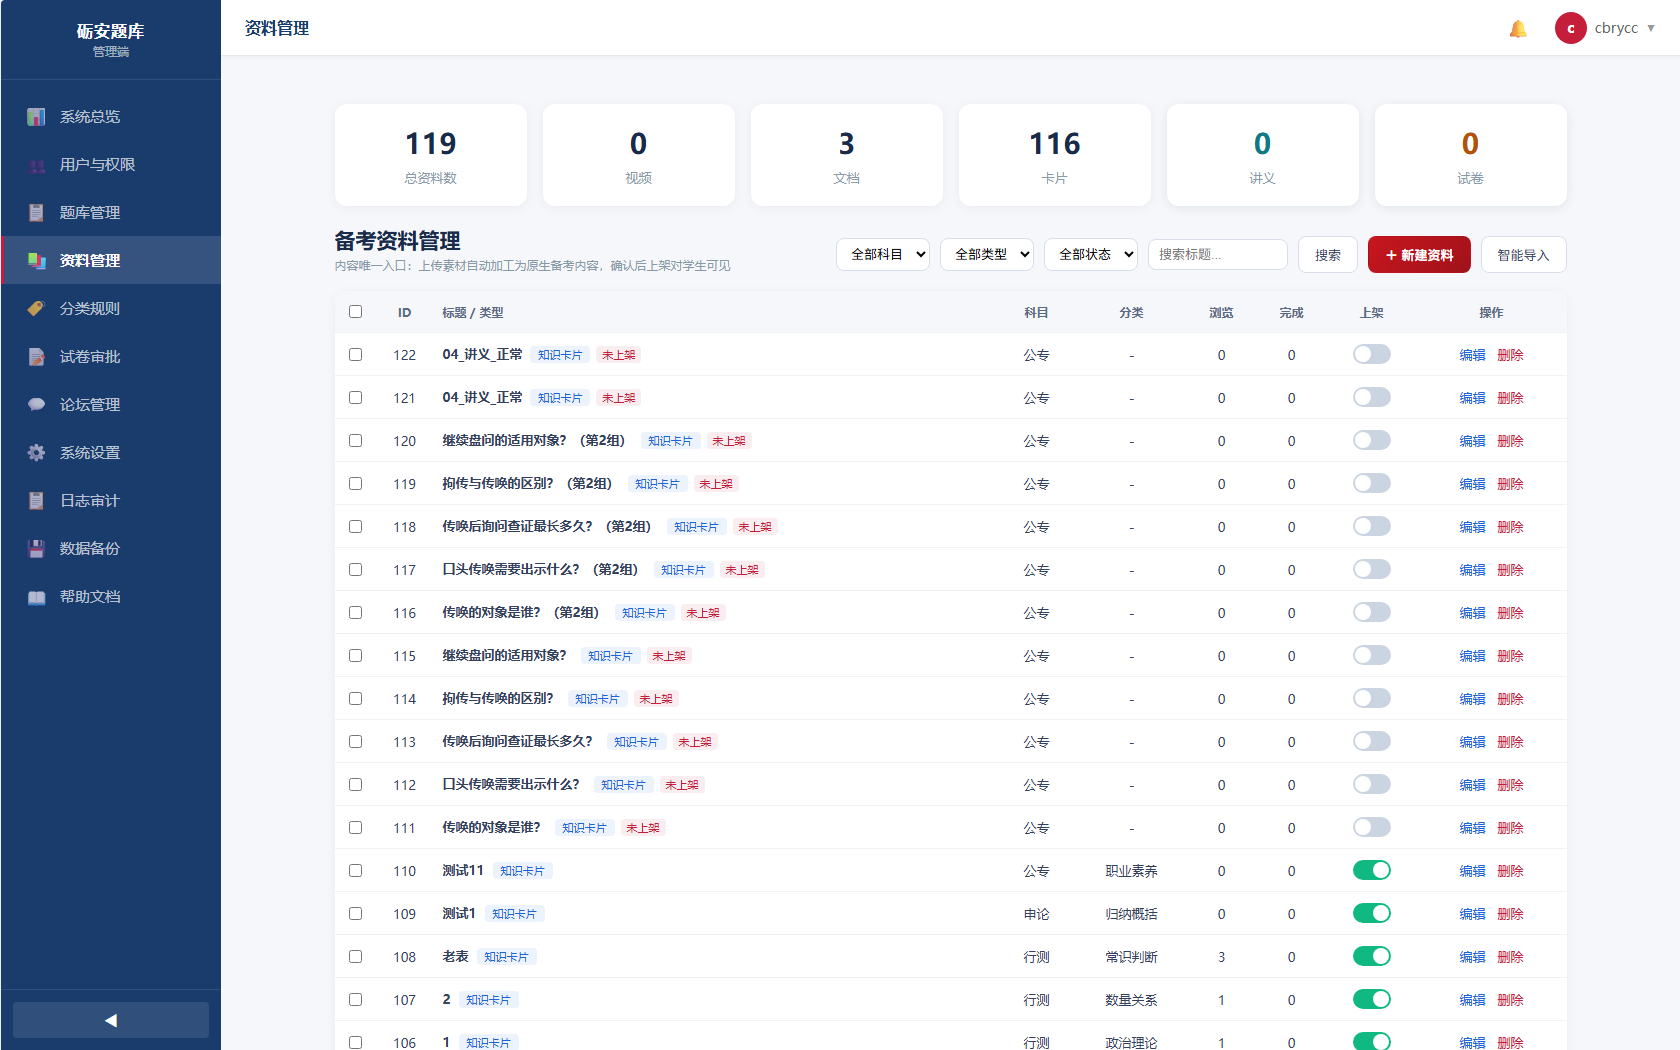 砺安题库
管理端
系统总览
用户与权限
题库管理
资料管理
分类规则
试卷审批
论坛管理
系统设置
日志审计
数据备份
帮助文档
◀
资料管理
c cbrycc ▼
119 0 3 116 0 0
总资料数 视频 文档 卡片 讲义 试卷
备考资料管理
内容唯一入口：上传素材自动加工为原生备考内容，确认后上架对学生可见
全部科目 全部类型 全部状态 搜索标题... 搜索 + 新建资料 智能导入
ID 标题 / 类型 科目 分类 浏览 完成 上架 操作
122 04_讲义_正常 知识卡片 未上架 公专 - 0 0 编辑 删除
121 04_讲义_正常 知识卡片 未上架 公专 - 0 0 编辑 删除
120 继续盘问的适用对象？（第2组） 知识卡片 未上架 公专 - 0 0 编辑 删除
119 拘传与传唤的区别？（第2组） 知识卡片 未上架 公专 - 0 0 编辑 删除
118 传唤后询问查证最长多久？（第2组） 知识卡片 未上架 公专 - 0 0 编辑 删除
117 口头传唤需要出示什么？（第2组） 知识卡片 未上架 公专 - 0 0 编辑 删除
116 传唤的对象是谁？（第2组） 知识卡片 未上架 公专 - 0 0 编辑 删除
115 继续盘问的适用对象？ 知识卡片 未上架 公专 - 0 0 编辑 删除
114 拘传与传唤的区别？ 知识卡片 未上架 公专 - 0 0 编辑 删除
113 传唤后询问查证最长多久？ 知识卡片 未上架 公专 - 0 0 编辑 删除
112 口头传唤需要出示什么？ 知识卡片 未上架 公专 - 0 0 编辑 删除
111 传唤的对象是谁？ 知识卡片 未上架 公专 - 0 0 编辑 删除
110 测试11 知识卡片 公专 职业素养 0 0 编辑 删除
109 测试1 知识卡片 申论 归纳概括 0 0 编辑 删除
108 老表 知识卡片 行测 常识判断 3 0 编辑 删除
107 2 知识卡片 行测 数量关系 1 0 编辑 删除
106 1 知识卡片 行测 政治理论 1 0 编辑 删除